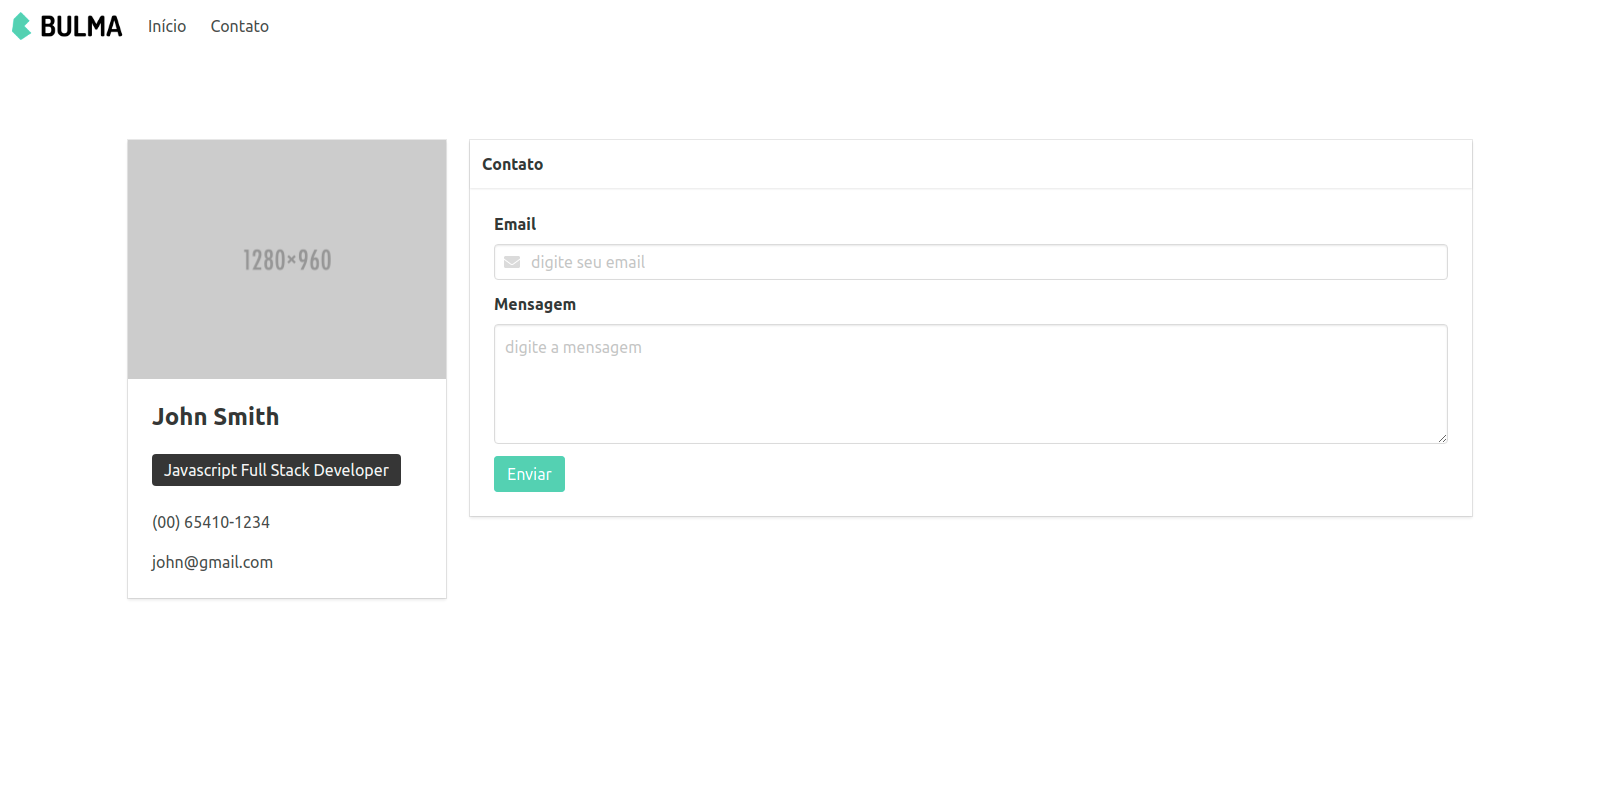 BULMA Início Contato
1280×960
John Smith
Javascript Full Stack Developer
(00) 65410-1234
john@gmail.com
Contato
Email
digite seu email
Mensagem
digite a mensagem
Enviar